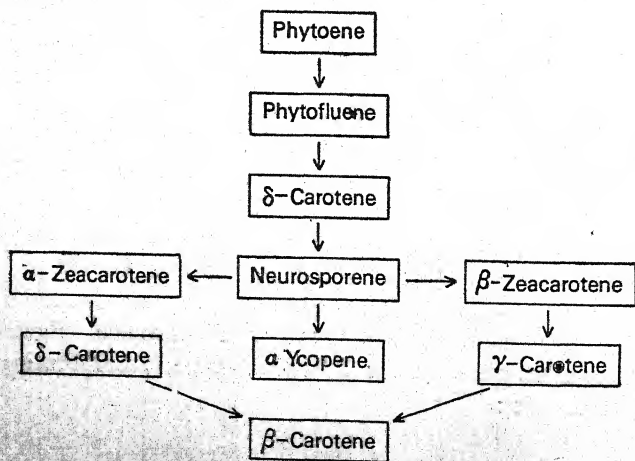 Phytoene
Phytofluene
δ-Carotene
α-Zeacarotene
Neurosporene
β-Zeacarotene
δ-Carotene
α Ycopene
γ-Carotene
β-Carotene